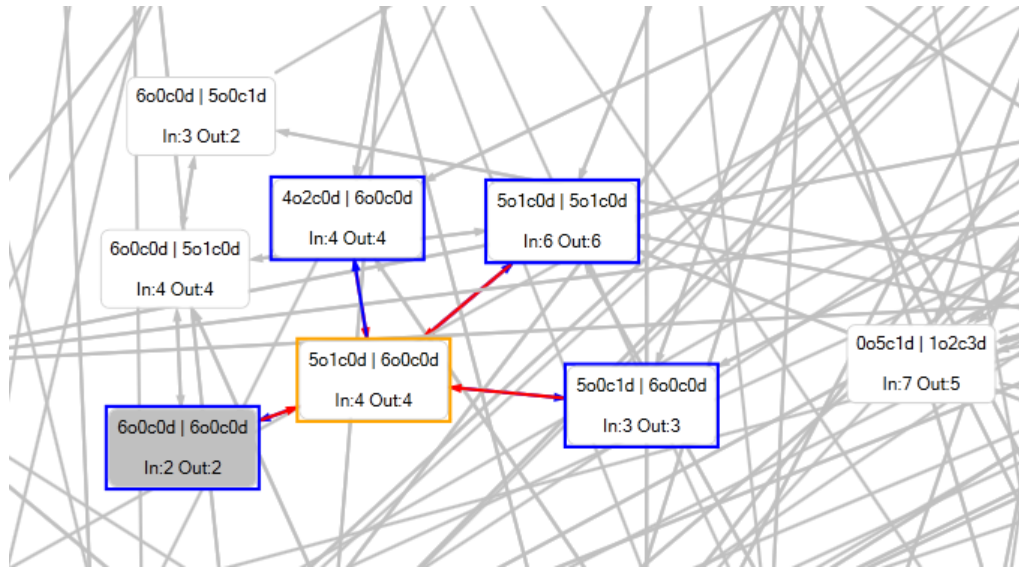 6o0c0d | 5o0c1d
In:3 Out:2
4o2c0d | 6o0c0d
In:4 Out:4
5o1c0d | 5o1c0d
In:6 Out:6
6o0c0d | 5o1c0d
In:4 Out:4
0o5c1d | 1o2c3d
In:7 Out:5
5o1c0d | 6o0c0d
In:4 Out:4
5o0c1d | 6o0c0d
In:3 Out:3
6o0c0d | 6o0c0d
In:2 Out:2